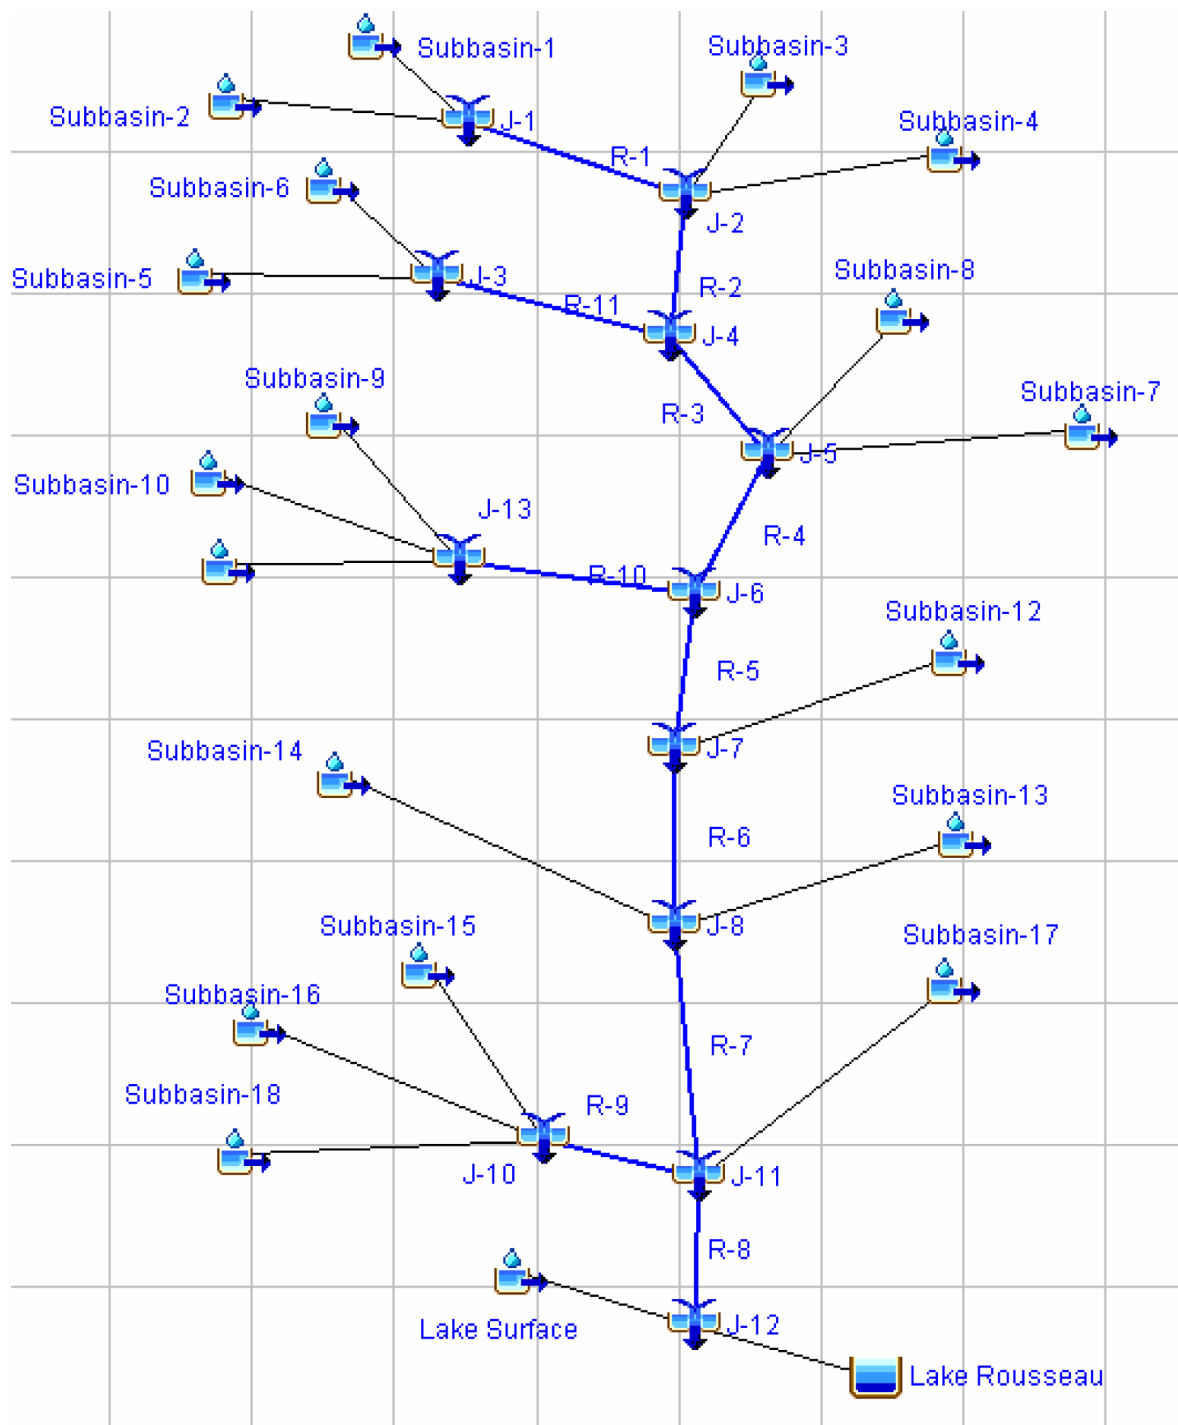 Subbasin-1
Subbasin-3
Subbasin-2
J-1
Subbasin-4
R-1
Subbasin-6
J-2
Subbasin-8
Subbasin-5
J-3
R-2
R-11
J-4
Subbasin-9
Subbasin-7
R-3
J-5
Subbasin-10
J-13
R-4
R-10
J-6
Subbasin-12
R-5
J-7
Subbasin-14
Subbasin-13
R-6
J-8
Subbasin-15
Subbasin-17
Subbasin-16
R-7
Subbasin-18
R-9
J-10
J-11
R-8
Lake Surface
J-12
Lake Rousseau